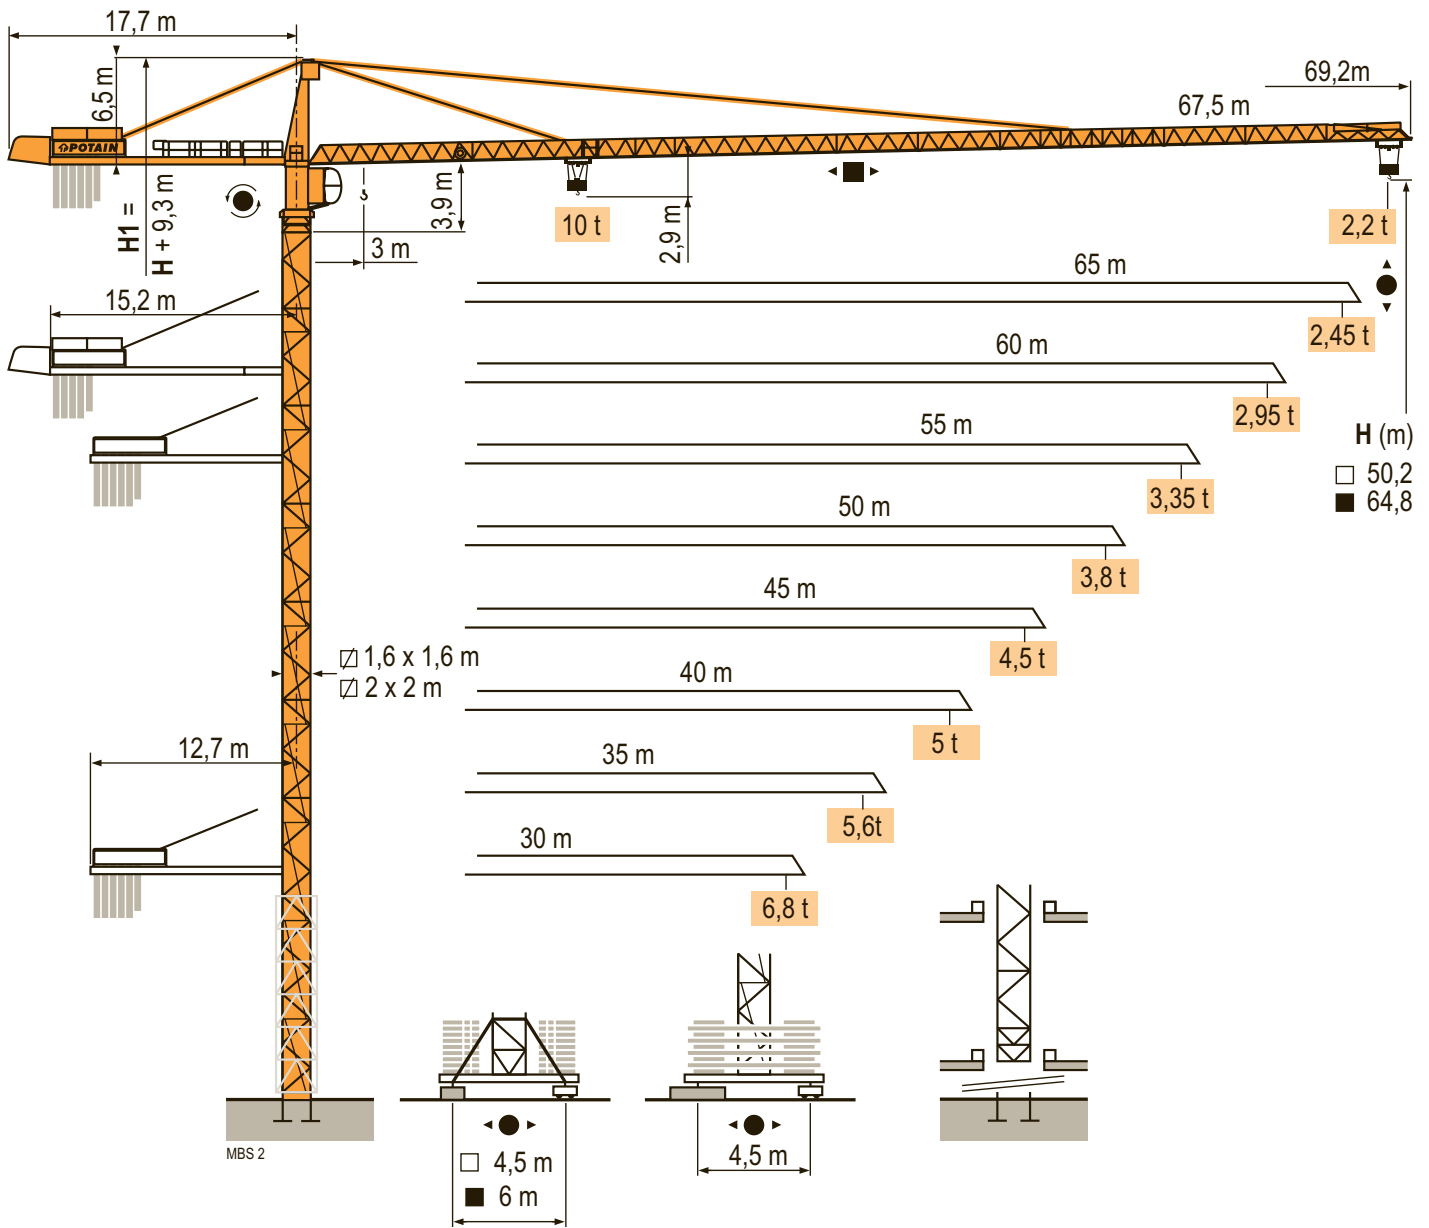 17,7 m
69,2m
67,5 m
6,5 m
POTAIN
H1 =
H + 9,3 m
3,9 m
10 t
2,9 m
2,2 t
3 m
65 m
15,2 m
2,45 t
60 m
2,95 t
55 m
H (m)
50,2
3,35 t
64,8
50 m
3,8 t
45 m
1,6 x 1,6 m
4,5 t
2 x 2 m
40 m
5 t
12,7 m
35 m
5,6t
30 m
6,8 t
MBS 2
4,5 m
6 m
4,5 m